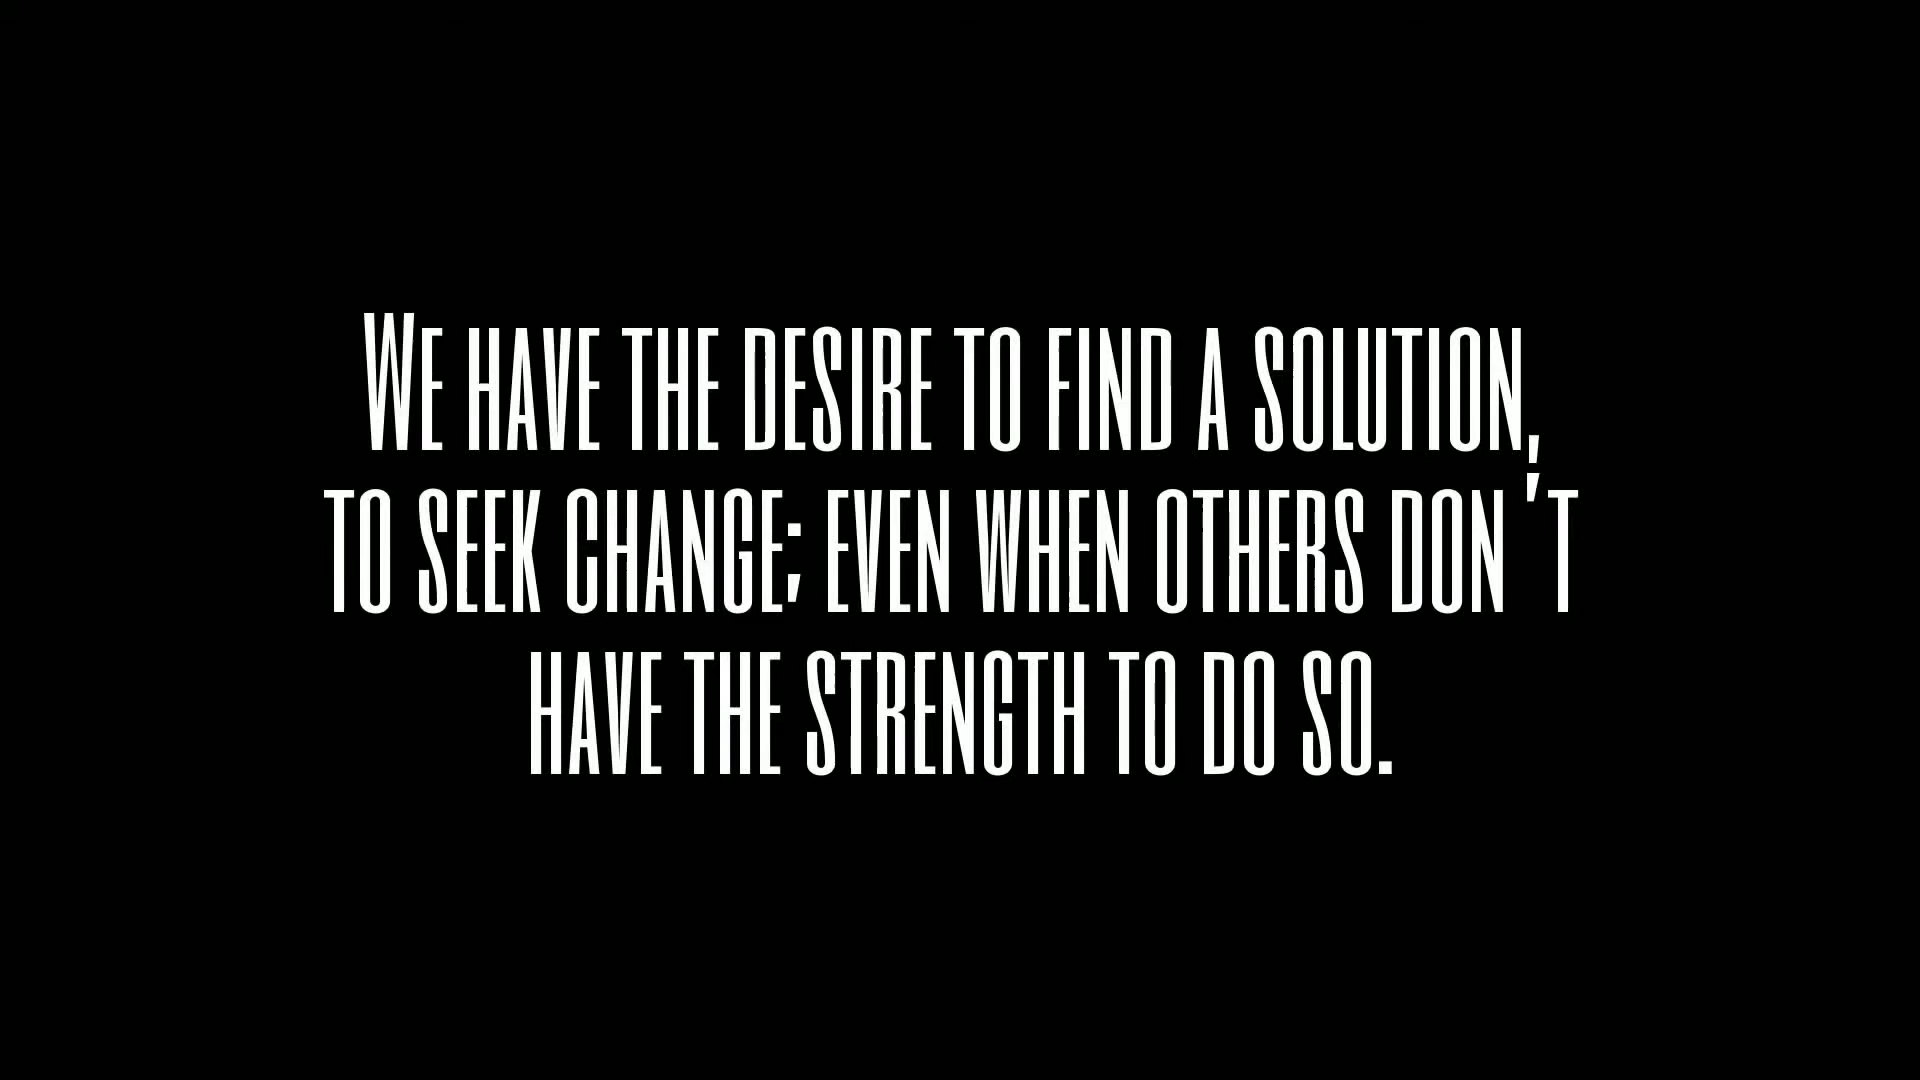 We have the desire to find a solution,
to seek change; even when others don't
have the strength to do so.